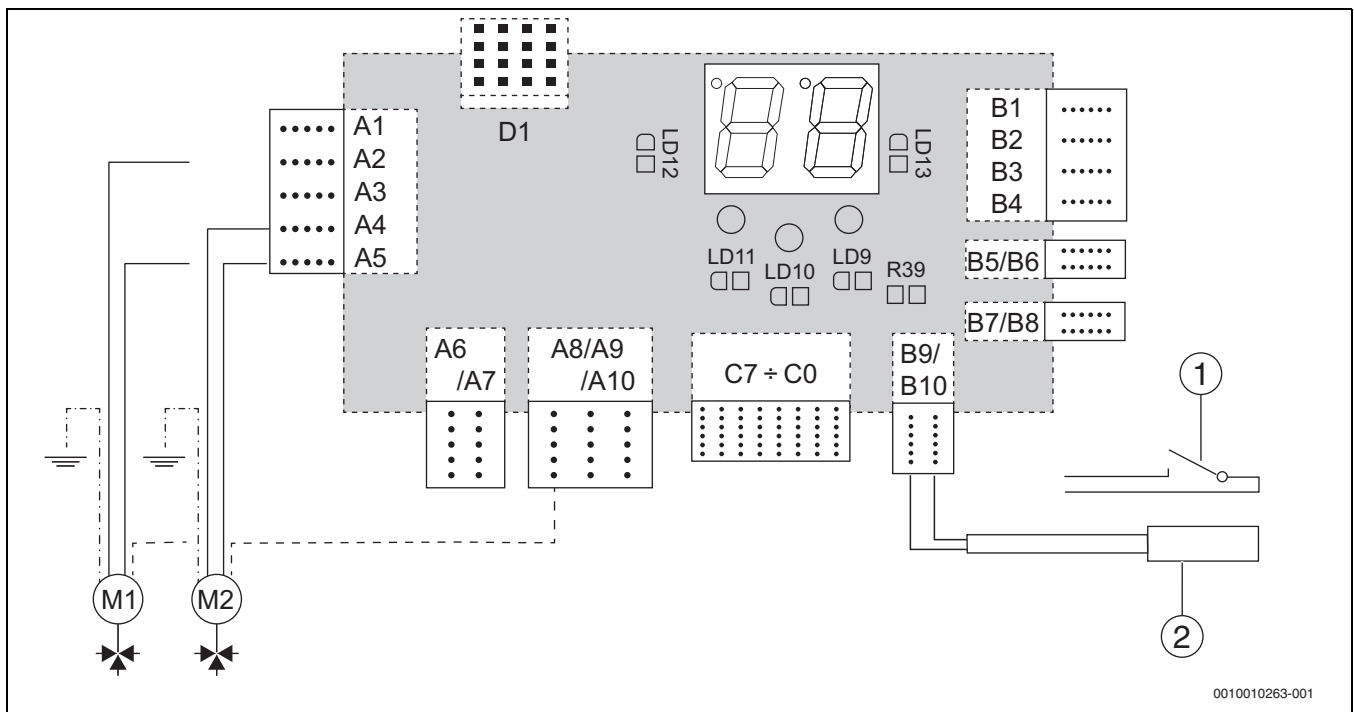 D1
A1
A2
A3
A4
A5
LD12
LD13
B1
B2
B3
B4
LD11
LD10
LD9
R39
B5/B6
B7/B8
A6
/A7
A8/A9
/A10
C7 ÷ C0
B9/
B10
1
M1
M2
2
0010010263-001